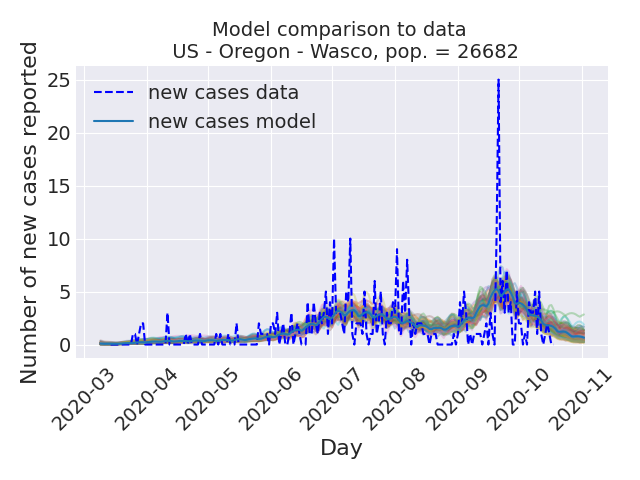 Model comparison to data
US - Oregon - Wasco, pop. = 26682
Number of new cases reported
25
20
15
10
5
0
new cases data
new cases model
2020-03
2020-04
2020-05
2020-06
2020-07
2020-08
2020-09
2020-10
2020-11
Day